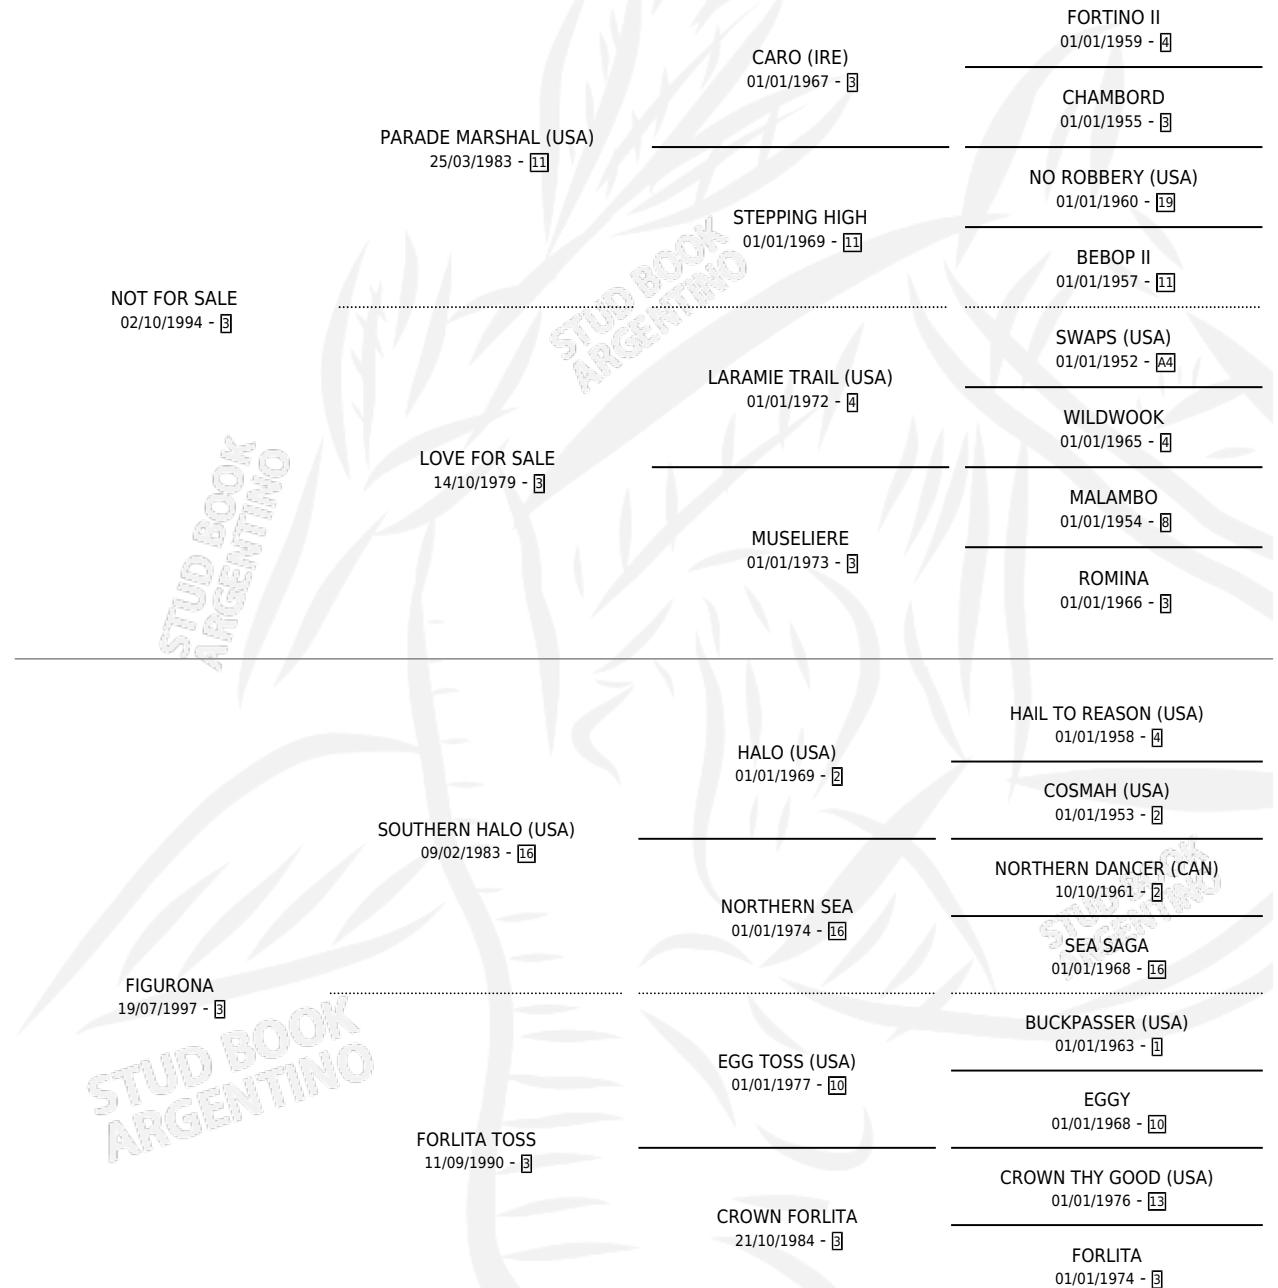 FORTINO II
01/01/1959 - 4
CARO (IRE)
01/01/1967 - 3
CHAMBORD
01/01/1955 - 3
PARADE MARSHAL (USA)
25/03/1983 - 11
NO ROBBERY (USA)
01/01/1960 - 19
STEPPING HIGH
01/01/1969 - 11
BEBOP II
01/01/1957 - 11
NOT FOR SALE
02/10/1994 - 3
SWAPS (USA)
01/01/1952 - A4
LARAMIE TRAIL (USA)
01/01/1972 - 4
WILDWOOK
01/01/1965 - 4
LOVE FOR SALE
14/10/1979 - 3
MALAMBO
01/01/1954 - 8
MUSELIERE
01/01/1973 - 3
ROMINA
01/01/1966 - 3
HAIL TO REASON (USA)
01/01/1958 - 4
HALO (USA)
01/01/1969 - 2
COSMAH (USA)
01/01/1953 - 2
SOUTHERN HALO (USA)
09/02/1983 - 16
NORTHERN DANCER (CAN)
10/10/1961 - 2
NORTHERN SEA
01/01/1974 - 16
SEA SAGA
01/01/1968 - 16
FIGURONA
19/07/1997 - 3
BUCKPASSER (USA)
01/01/1963 - 1
EGG TOSS (USA)
01/01/1977 - 10
EGGY
01/01/1968 - 10
FORLITA TOSS
11/09/1990 - 3
CROWN THY GOOD (USA)
01/01/1976 - 13
CROWN FORLITA
21/10/1984 - 3
FORLITA
01/01/1974 - 3
STUD BOOK
ARGENTINO
STUD BOOK
ARGENTINO
STUD BOOK
ARGENTINO
STUD BOOK
ARGENTINO